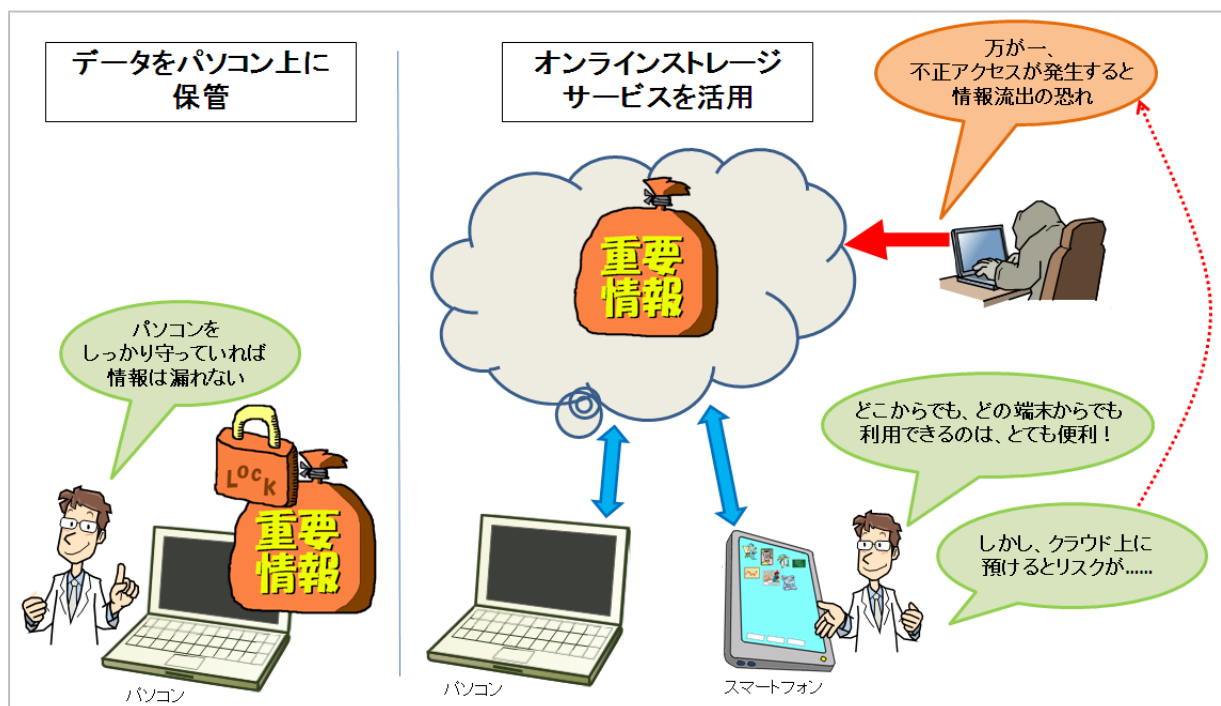 データをパソコン上に
保管
パソコンを
しっかり守っていれば
情報は漏れない
LOCK
重要
情報
パソコン
オンラインストレージ
サービスを活用
万が一、
不正アクセスが発生すると
情報流出の恐れ
重要
情報
どこからでも、どの端末からでも
利用できるのは、とても便利！
しかし、クラウド上に
預けるとリスクが……
パソコン
スマートフォン